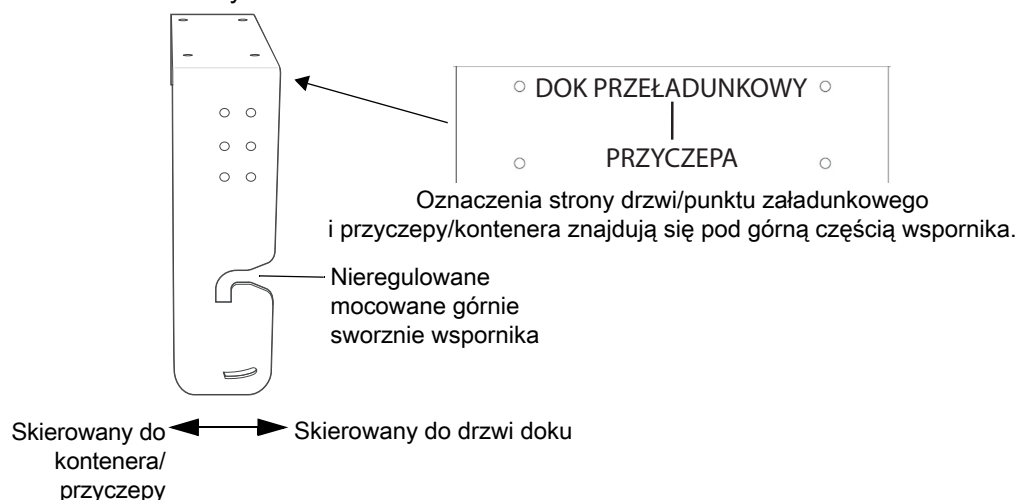 DOK PRZEŁADUNKOWY
PRZYCZEPA
Oznaczenia strony drzwi/punktu załadunkowego
i przyczepy/kontenera znajdują się pod górną częścią wspornika.
Nieregulowane
mocowane górnie
sworznie wspornika
Skierowany do
kontenera/
przyczepy
Skierowany do drzwi doku